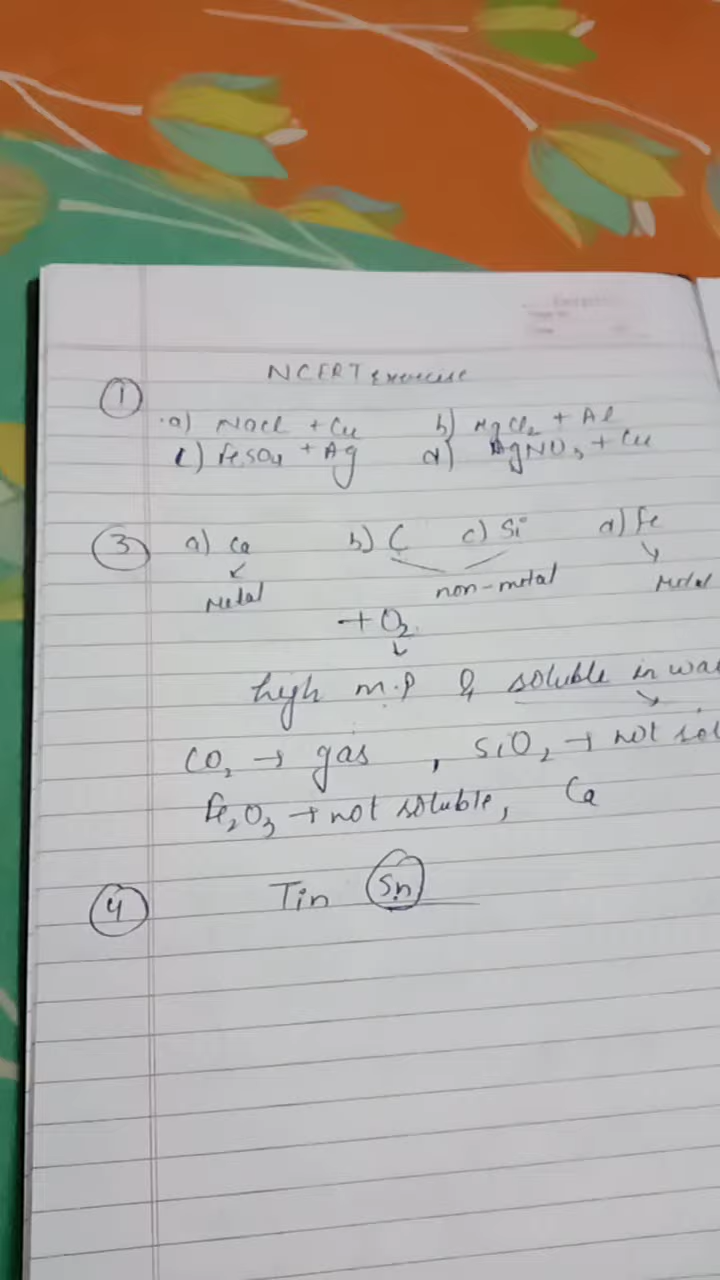 NCERT Exercise
①
a) NaCl + Cu b) MgCl₂ + Al
c) FeSO₄ + Ag d) AgNO₃ + Cu
③ a) Ca b) C c) Si d) Fe
↙ ↘
Metal non-metal Metal
+ O₂
↓
high m.p & soluble in wa
↘
CO₂ → gas , SiO₂ → not sol
Fe₂O₃ → not soluble, Ca
④ Tin Sn